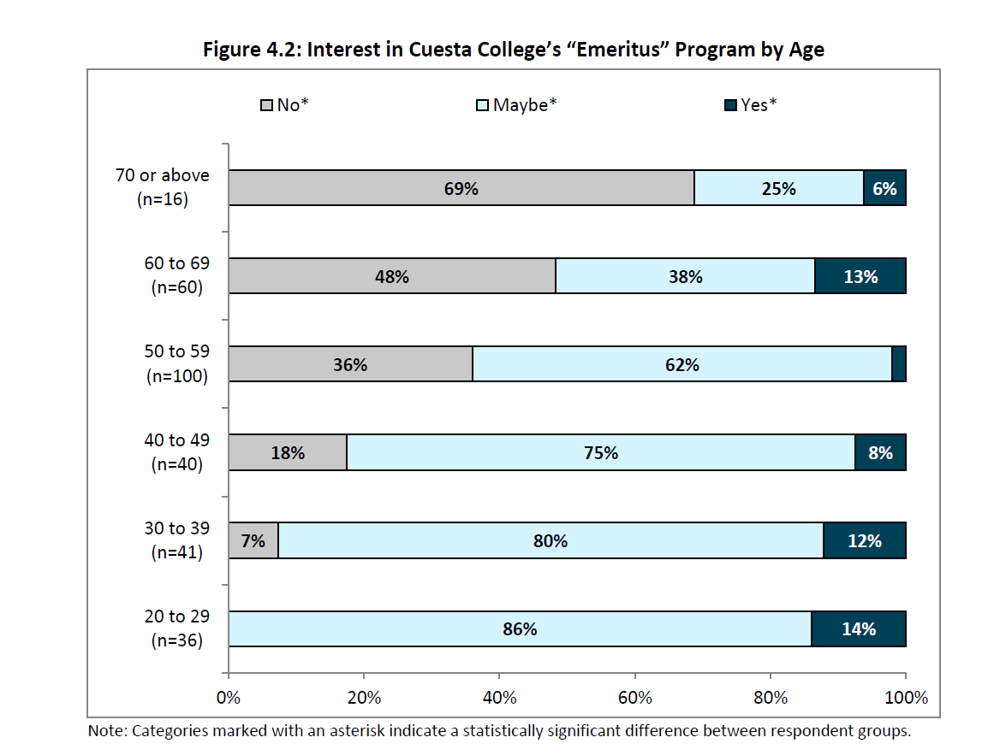 Figure 4.2: Interest in Cuesta College’s “Emeritus” Program by Age
No* Maybe* Yes*
70 or above
(n=16)
69% 25% 6%
60 to 69
(n=60)
48% 38% 13%
50 to 59
(n=100)
36% 62%
40 to 49
(n=40)
18% 75% 8%
30 to 39
(n=41)
7% 80% 12%
20 to 29
(n=36)
86% 14%
0% 20% 40% 60% 80% 100%
Note: Categories marked with an asterisk indicate a statistically significant difference between respondent groups.